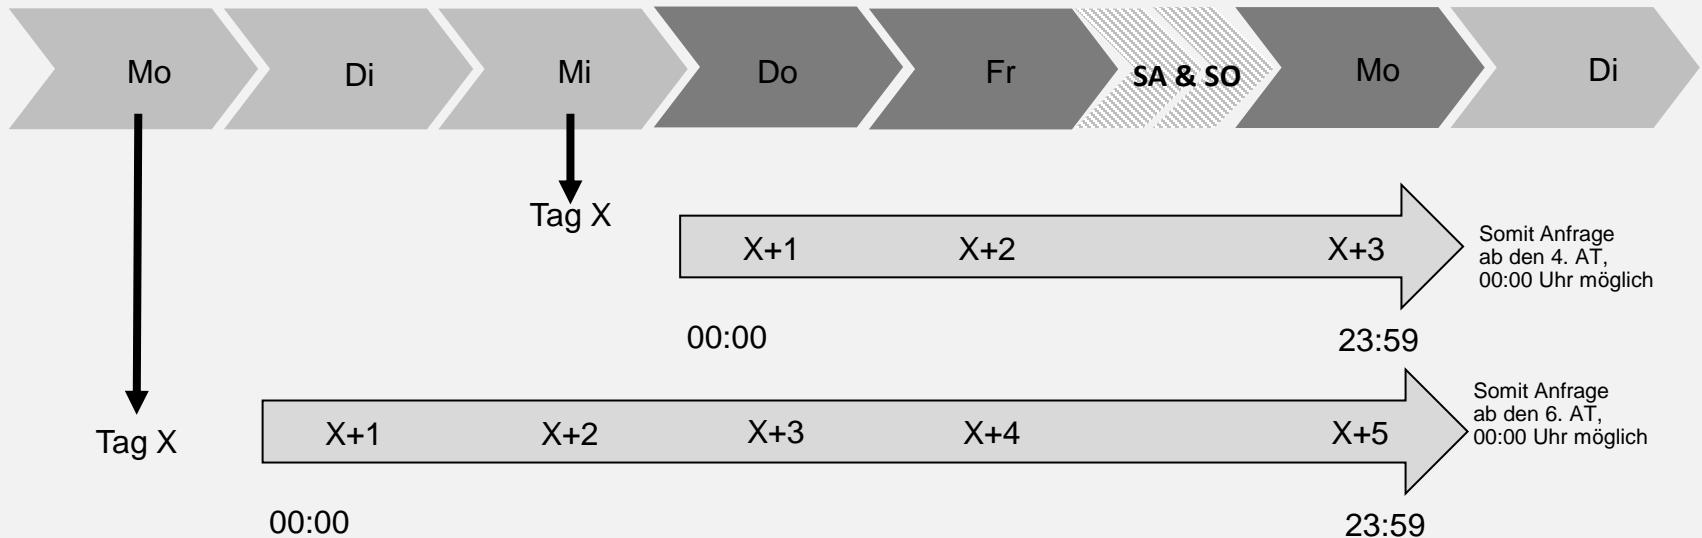 Mo Di Mi Do Fr SA & SO Mo Di
Tag X
X+1 X+2 X+3
Somit Anfrage
ab den 4. AT,
00:00 Uhr möglich
00:00 23:59
Tag X
X+1 X+2 X+3 X+4 X+5
Somit Anfrage
ab den 6. AT,
00:00 Uhr möglich
00:00 23:59